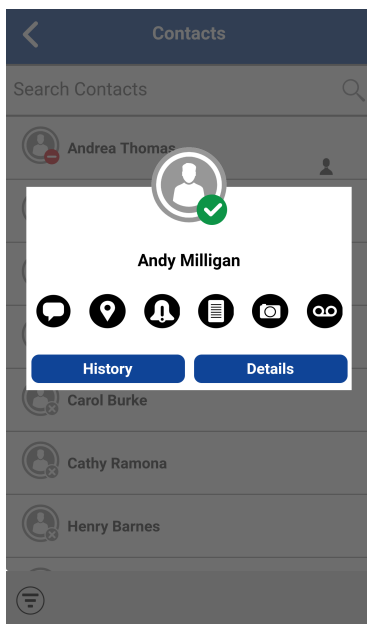 Contacts
Search Contacts
Andrea Thomas
Andy Milligan
History
Details
Carol Burke
Cathy Ramona
Henry Barnes